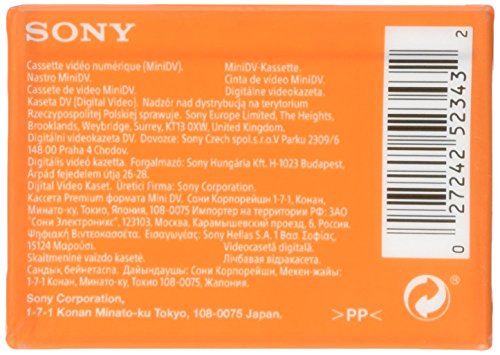 SONY
Cassette vidéo numérique (MiniDV). MiniDV-Kassette.
Nastro MiniDV. Cinta de vídeo MiniDV.
Cassete de vídeo MiniDV. Digitálne videokazeta.
Kaseta DV (Digital Video). Nadzór nad dystrybucją na terytorium
Rzeczypospolitej Polskiej sprawuje. Sony Europe Limited, The Heights,
Brooklands, Weybridge, Surrey, KT13 0XW, United Kingdom.
Digitální videokazeta DV. Dovozce: Sony Czech spol.s.r.o V Parku 2309/6
148 00 Praha 4 Chodov.
Digitális videó kazetta. Forgalmazó: Sony Hungária Kft. H-1023 Budapest,
Árpád fejedelem útja 26-28.
Dijital Video Kaset. Üretici Firma: Sony Corporation.
Кассета Premium формата Mini DV. Сони Корпорейшн 1-7-1, Конан,
Минато-ку, Токио, Япония, 108-0075 Импортер на территории РФ: ЗАО
"Сони Электроникс", 123103, Москва, Карамышевский проезд, 6, Россия.
Ψηφιακή Βιντεοκασέτα. Εισαγωγέας: Sony Hellas S.A. 1 Βασ. Σοφίας,
15124 Μαρούσι. Videocasetă digitală.
Skaitmeninė vaizdo kasetė. Лічбавая відэакасета.
Сандық бейнетаспа. Дайындаушы: Сони Корпорейшн, Мекен-жайы:
1-7-1 Конан, Минато-ку, Токио, 108-0075, Жапония.
Sony Corporation,
1-7-1 Konan Minato-ku Tokyo, 108-0075 Japan.
>PP<
0 27242 52343 2